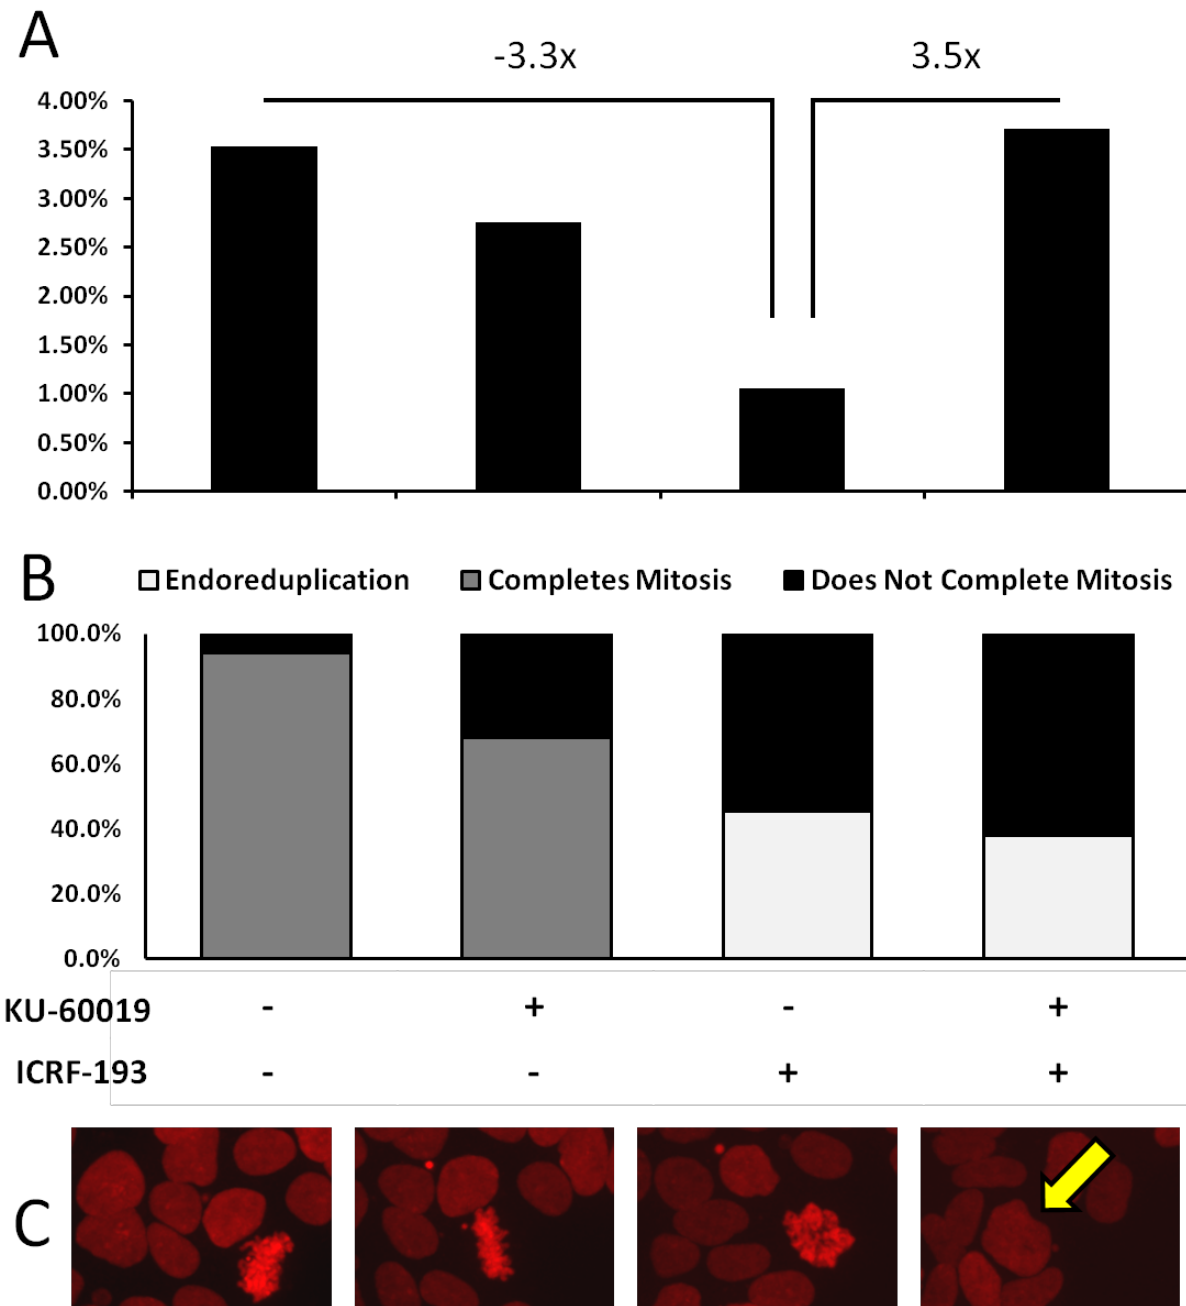 A
-3.3x 3.5x
4.00%
3.50%
3.00%
2.50%
2.00%
1.50%
1.00%
0.50%
0.00%
B
Endoreduplication Completes Mitosis Does Not Complete Mitosis
100.0%
80.0%
60.0%
40.0%
20.0%
0.0%
KU-60019 - + - +
ICRF-193 - - + +
C